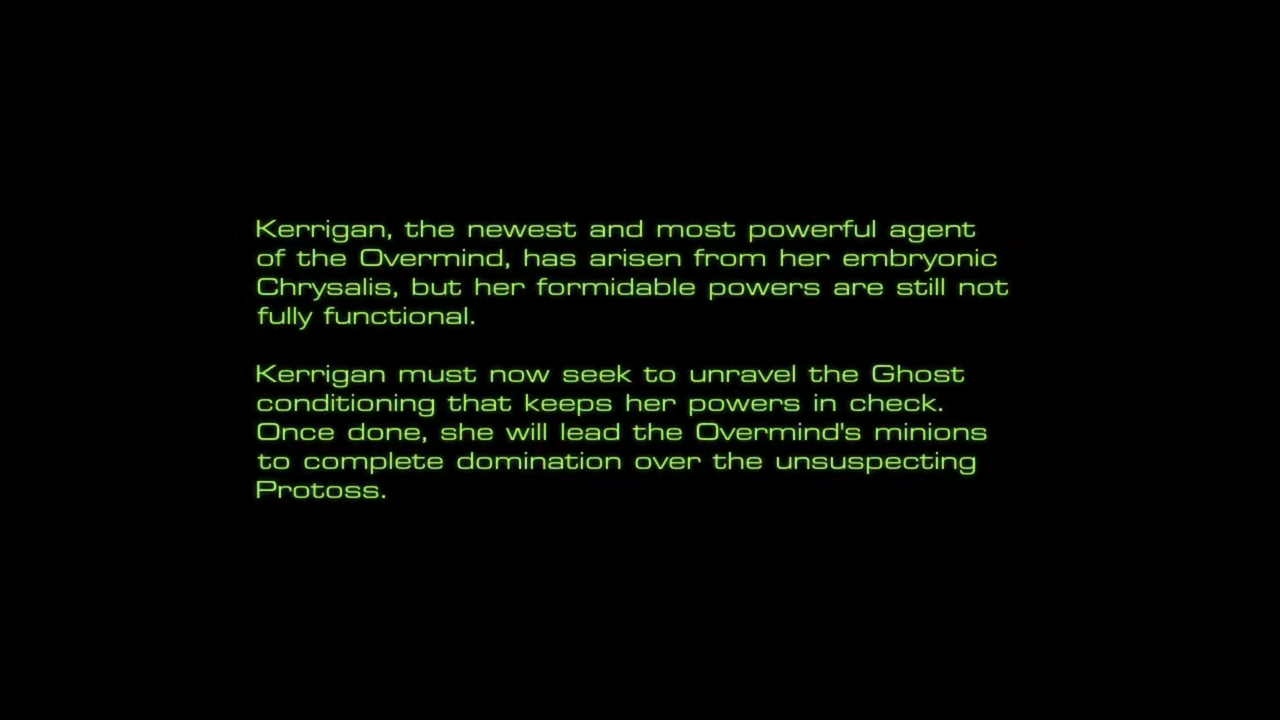 Kerrigan, the newest and most powerful agent
of the Overmind, has arisen from her embryonic
Chrysalis, but her formidable powers are still not
fully functional.
Kerrigan must now seek to unravel the Ghost
conditioning that keeps her powers in check.
Once done, she will lead the Overmind's minions
to complete domination over the unsuspecting
Protoss.